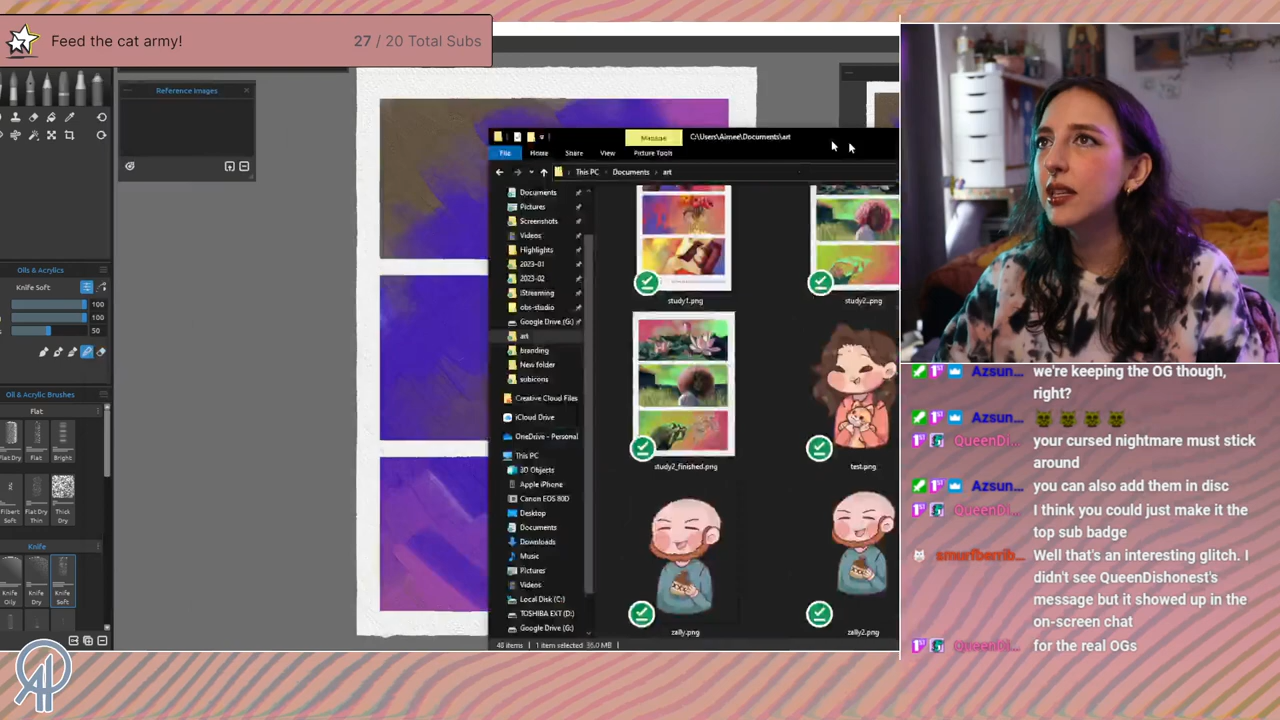 Feed the cat army!
27 / 20 Total Subs
Reference Images
Oils & Acrylics
Knife Soft
100
100
50
Oil & Acrylic Brushes
Flat
Flat Dry
Flat
Bright
Filbert Soft
Flat Dry Thin
Thick Dry
Knife
Knife Oily
Knife Dry
Knife Soft
Manage
C:\Users\Aimee\Documents\art
File
Home
Share
View
Picture Tools
This PC
Documents
art
Documents
Pictures
Screenshots
Videos
Highlights
2023-01
2023-02
iStreaming
obs-studio
Google Drive (G:)
art
branding
New folder
subicons
Creative Cloud Files
iCloud Drive
OneDrive - Personal
This PC
3D Objects
Apple iPhone
Canon EOS 80D
Desktop
Documents
Downloads
Music
Pictures
Videos
Local Disk (C:)
TOSHIBA EXT (D:)
Google Drive (G:)
study1.png
study2.png
study2_finished.png
test.png
zally.png
zally2.png
48 items
1 item selected
Azsun... we're keeping the OG though,
right?
Azsun...
QueenDi... your cursed nightmare must stick
around
Azsun... you can also add them in disc
QueenDi... I think you could just make it the
top sub badge
smurfberrib... Well that's an interesting glitch. I
didn't see QueenDishonest's
message but it showed up in the
on-screen chat
QueenDi... for the real OGs